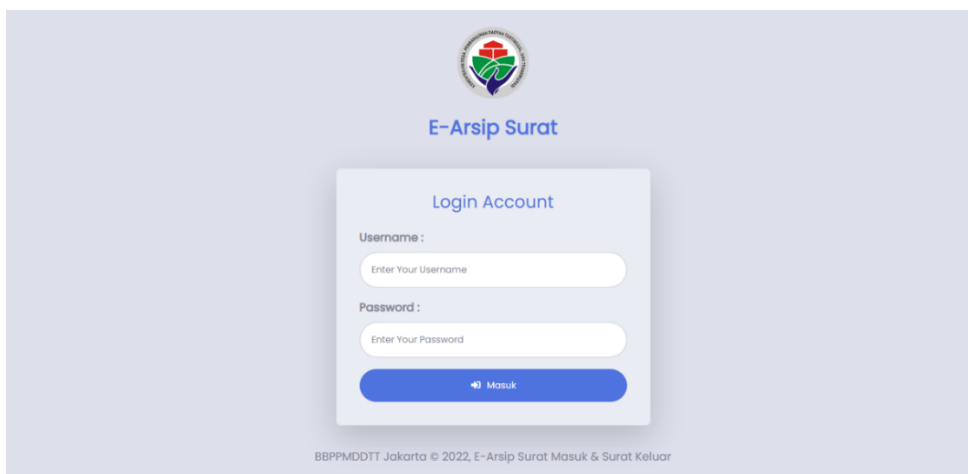 E-Arsip Surat
Login Account
Username :
Enter Your Username
Password :
Enter Your Password
Masuk
BBPPMDDTT Jakarta © 2022, E-Arsip Surat Masuk & Surat Keluar